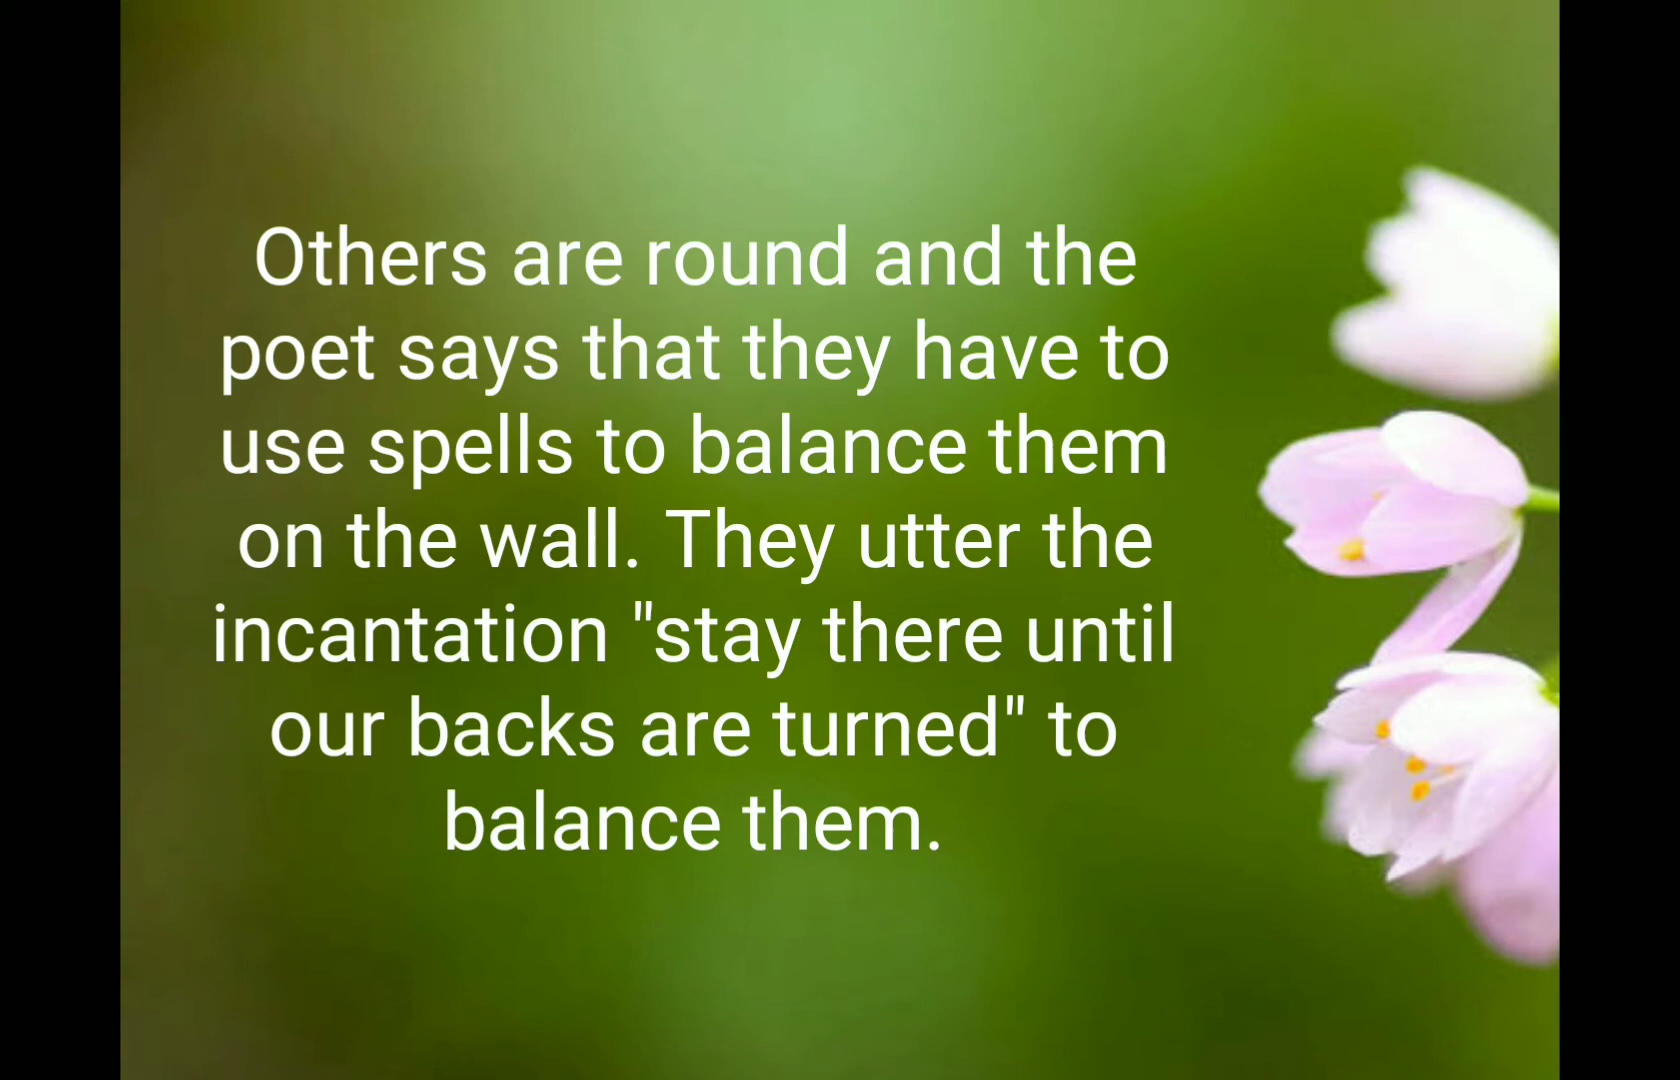 Others are round and the
poet says that they have to
use spells to balance them
on the wall. They utter the
incantation "stay there until
our backs are turned" to
balance them.